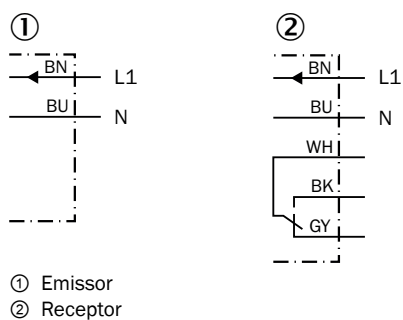 ① ②
BN L1 BN L1
BU N BU N
WH
BK
GY
① Emissor
② Receptor